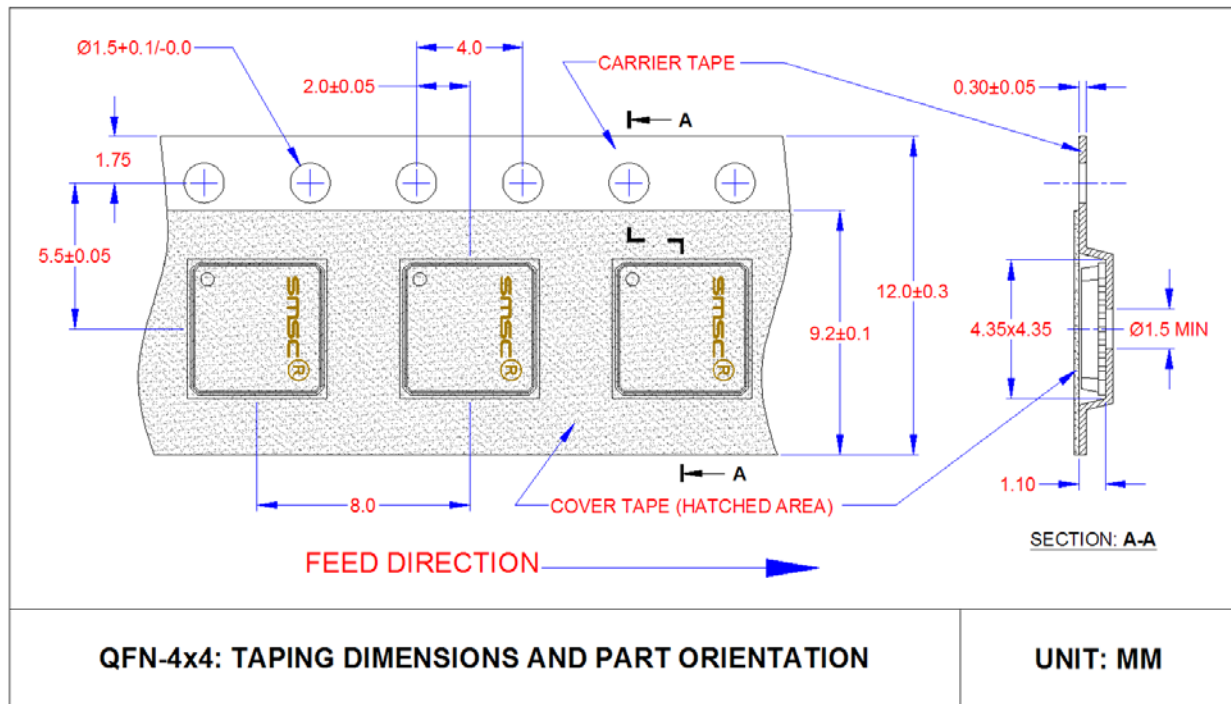 Ø1.5+0.1/-0.0
4.0
CARRIER TAPE
2.0±0.05
0.30±0.05
A
1.75
5.5±0.05
smsc®
smsc®
smsc®
12.0±0.3
9.2±0.1
4.35x4.35
Ø1.5 MIN
A
8.0
COVER TAPE (HATCHED AREA)
1.10
SECTION: A-A
FEED DIRECTION
QFN-4x4: TAPING DIMENSIONS AND PART ORIENTATION
UNIT: MM